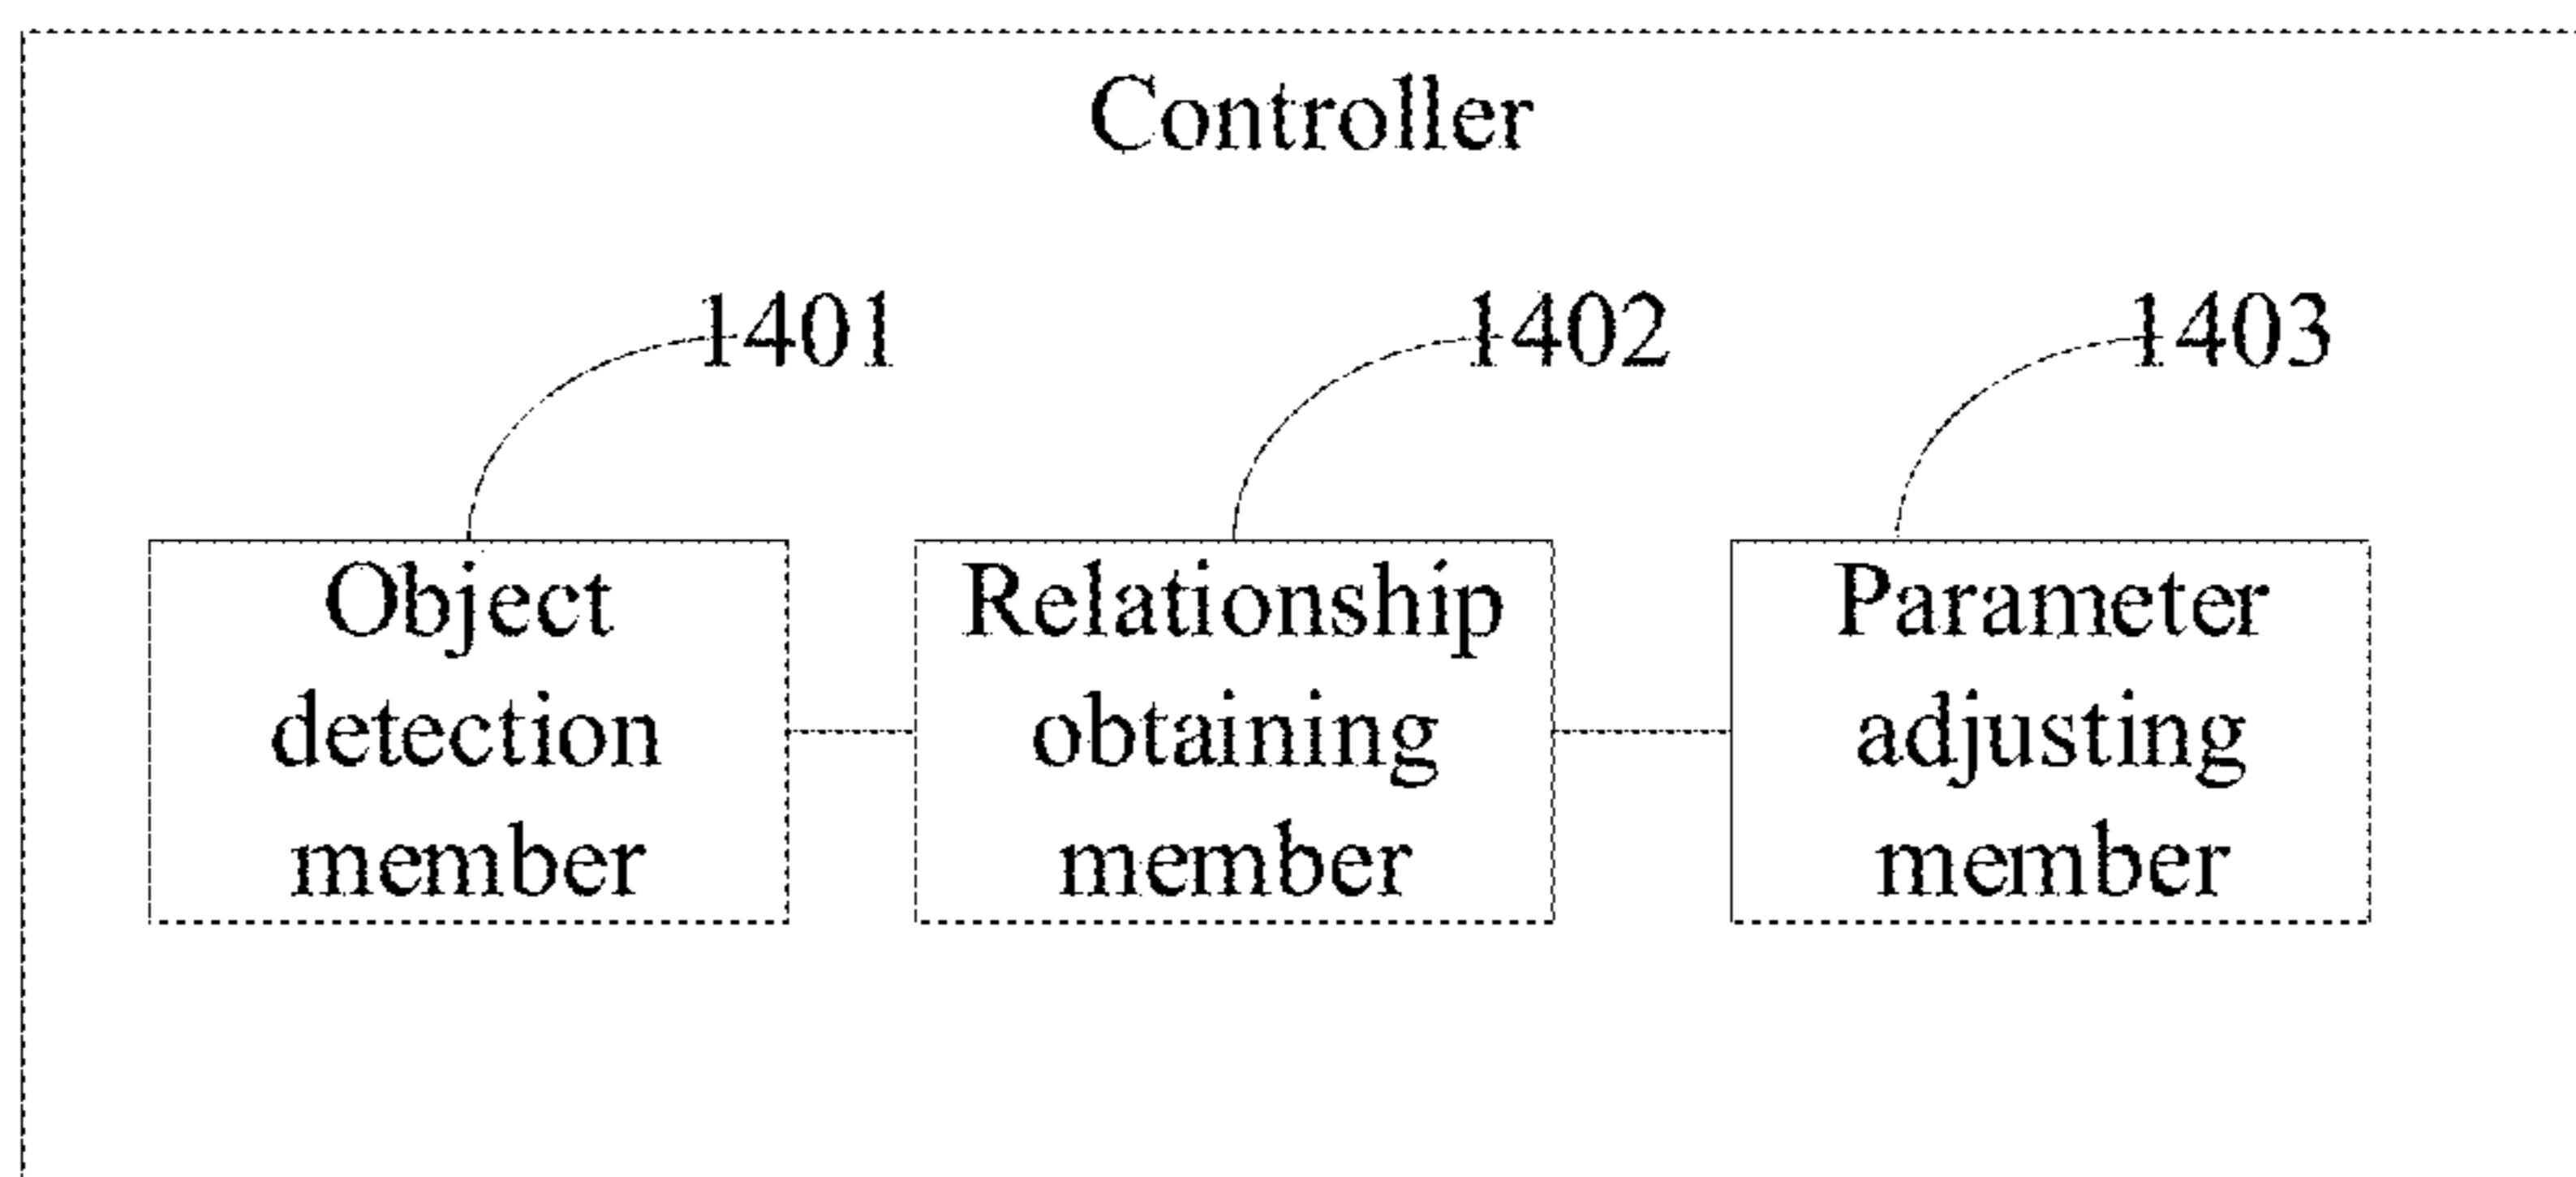 Controller
1401
1402
1403
Object
detection
member
Relationship
obtaining
member
Parameter
adjusting
member